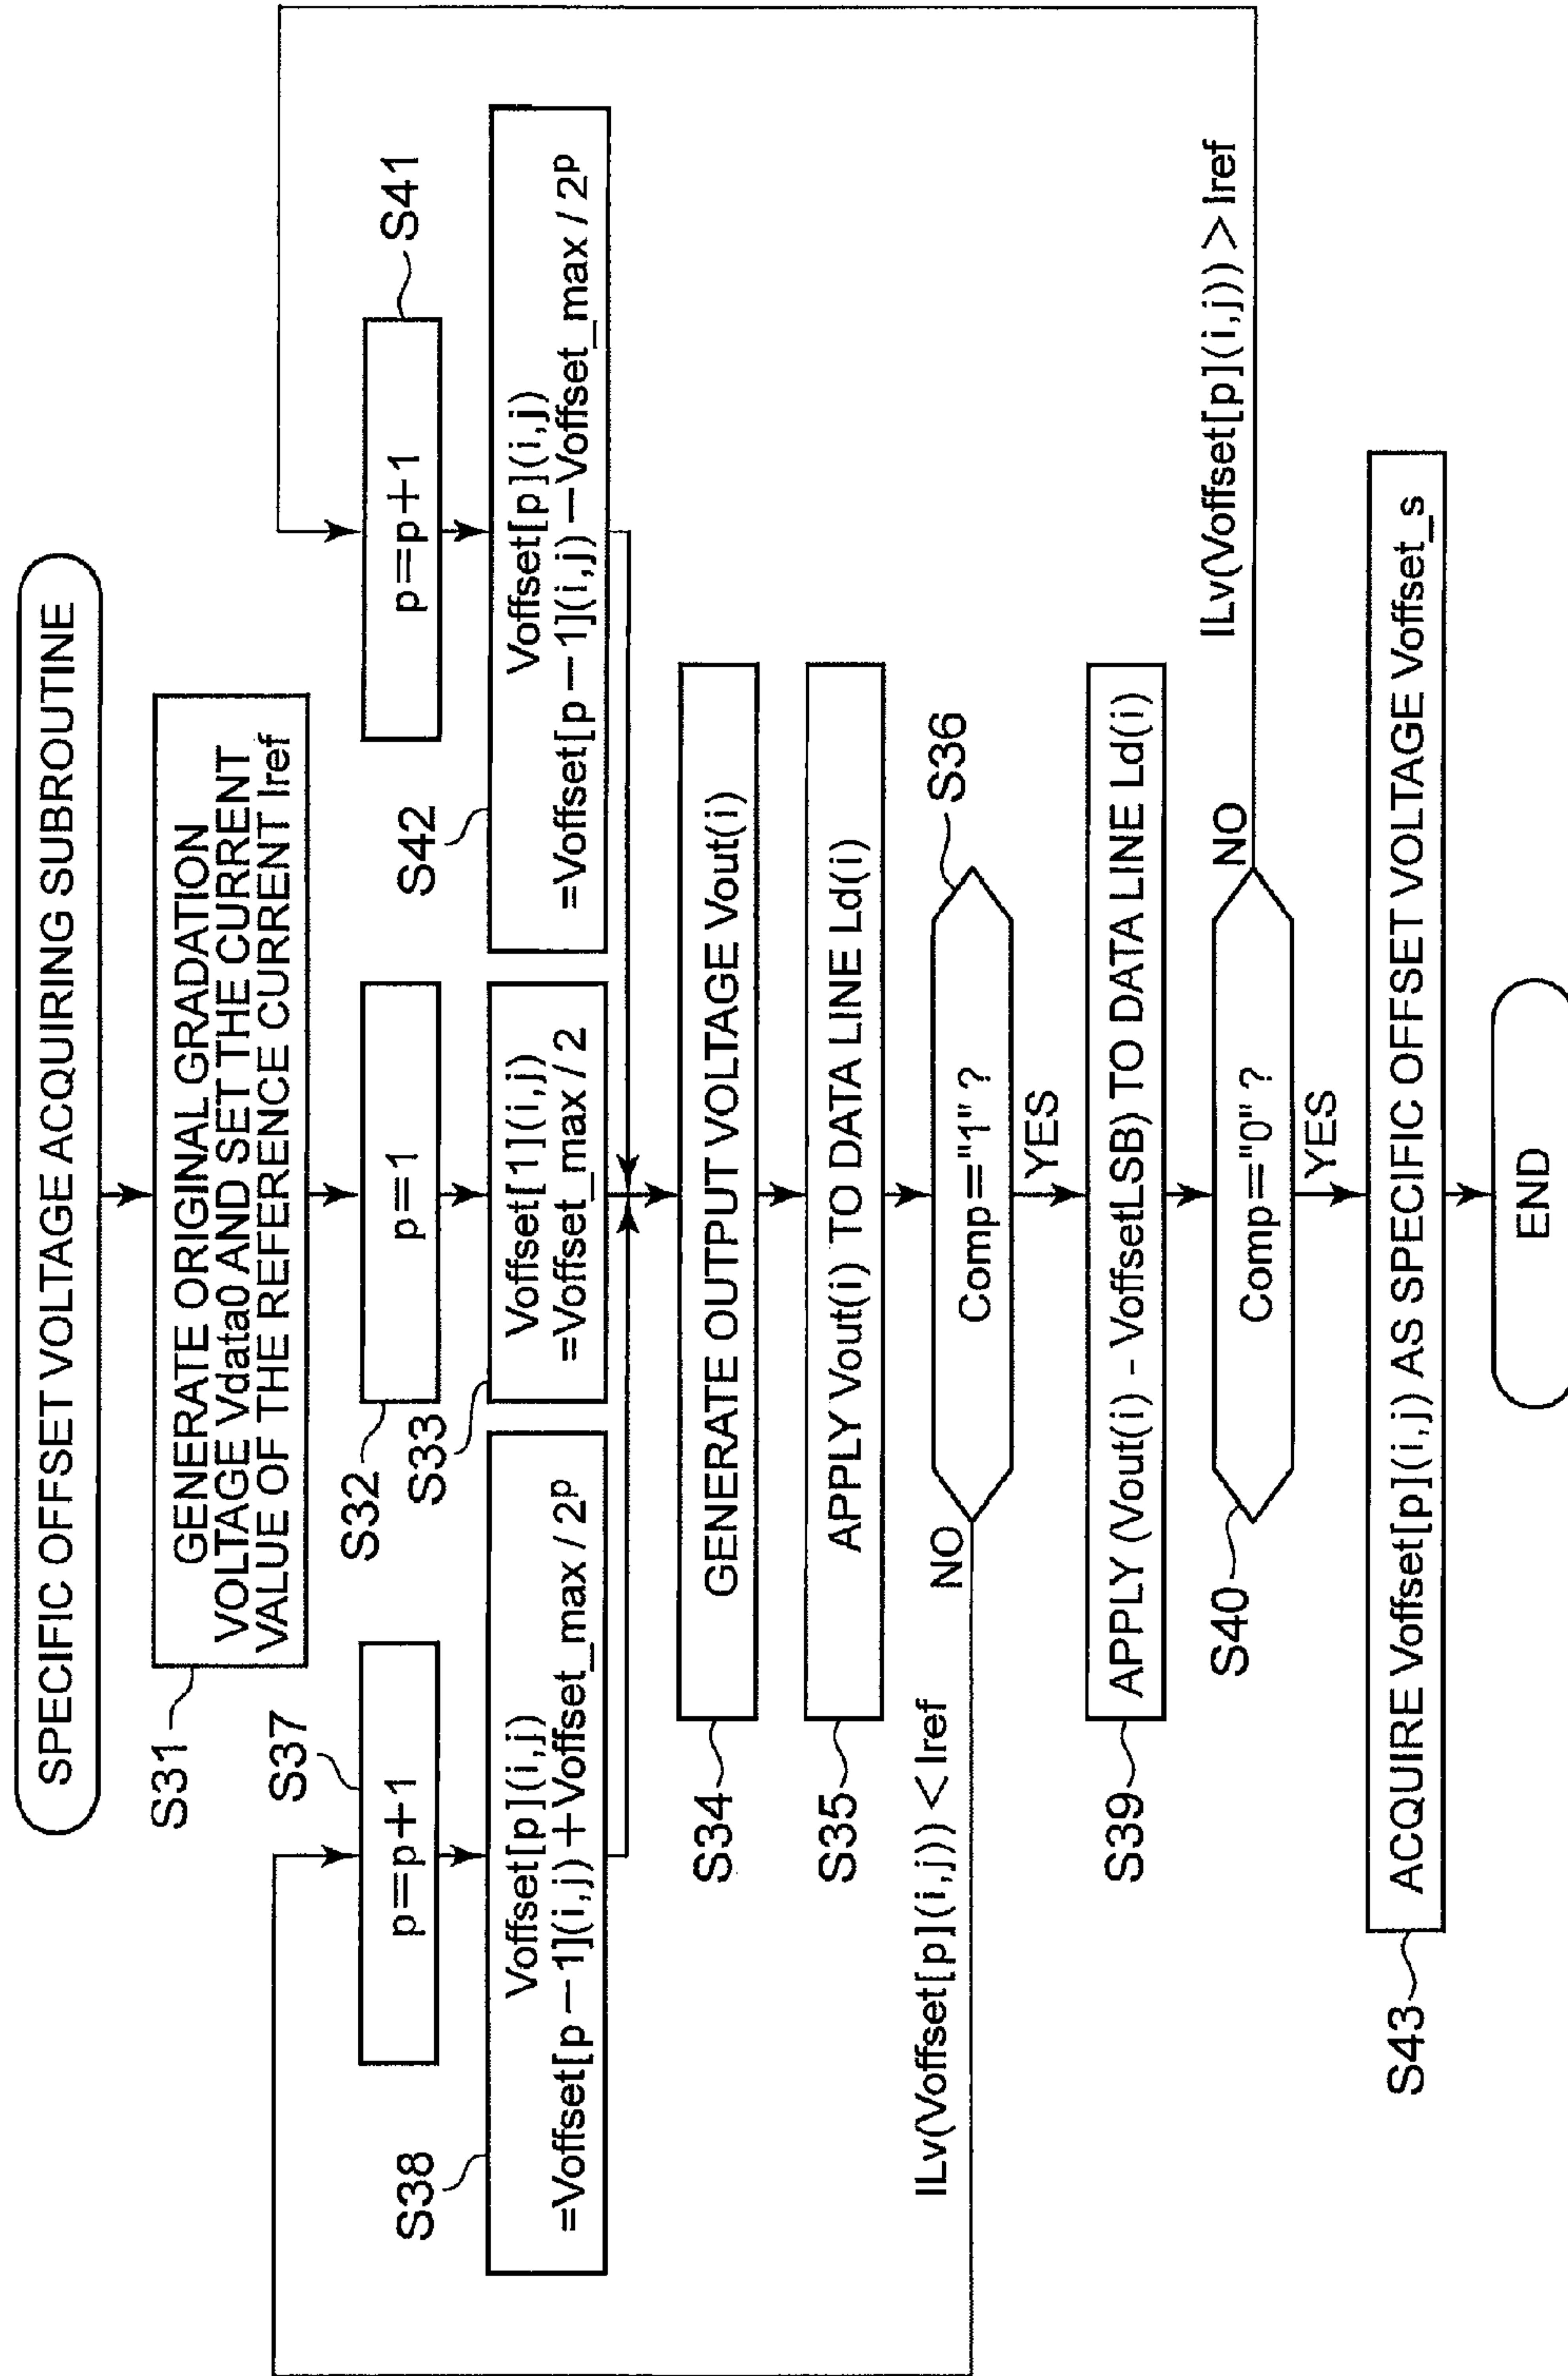 SPECIFIC OFFSET VOLTAGE ACQUIRING SUBROUTINE
S31
GENERATE ORIGINAL GRADATION
VOLTAGE Vdata0 AND SET THE CURRENT
VALUE OF THE REFERENCE CURRENT Iref
S37
p=p+1
S32
p=1
p=p+1
S41
S38
Voffset[p](i,j)
=Voffset[p−1](i,j)+Voffset_max/2^p
S33
Voffset[1](i,j)
=Voffset_max/2
S42
Voffset[p](i,j)
=Voffset[p−1](i,j)−Voffset_max/2^p
S34
GENERATE OUTPUT VOLTAGE Vout(i)
S35
APPLY Vout(i) TO DATA LINE Ld(i)
S36
ILv(Voffset[p](i,j))<Iref
NO
Comp="1"?
YES
S39
APPLY (Vout(i) - VoffsetLSB) TO DATA LINE Ld(i)
S40
Comp="0"?
NO
ILv(Voffset[p](i,j))>Iref
YES
S43
ACQUIRE Voffset[p](i,j) AS SPECIFIC OFFSET VOLTAGE Voffset_s
END